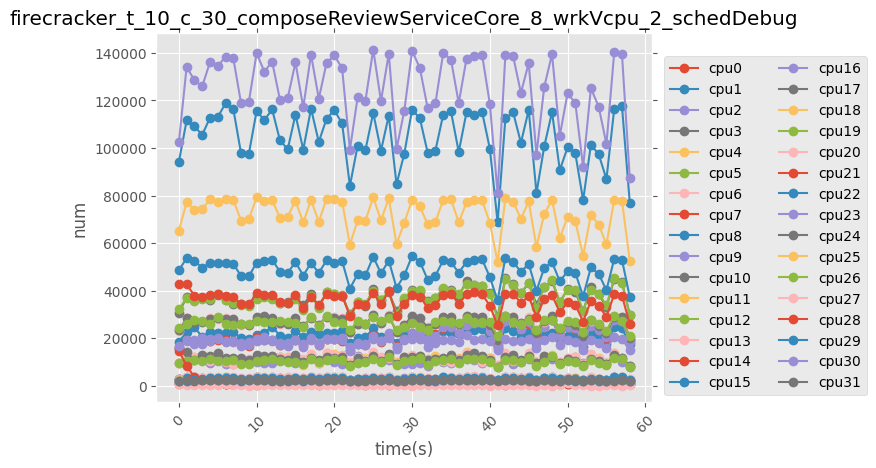 firecracker_t_10_c_30_composeReviewServiceCore_8_wrkVcpu_2_schedDebug
140000
120000
100000
80000
60000
40000
20000
0
num
0 10 20 30 40 50 60
time(s)
cpu0 cpu16
cpu1 cpu17
cpu2 cpu18
cpu3 cpu19
cpu4 cpu20
cpu5 cpu21
cpu6 cpu22
cpu7 cpu23
cpu8 cpu24
cpu9 cpu25
cpu10 cpu26
cpu11 cpu27
cpu12 cpu28
cpu13 cpu29
cpu14 cpu30
cpu15 cpu31